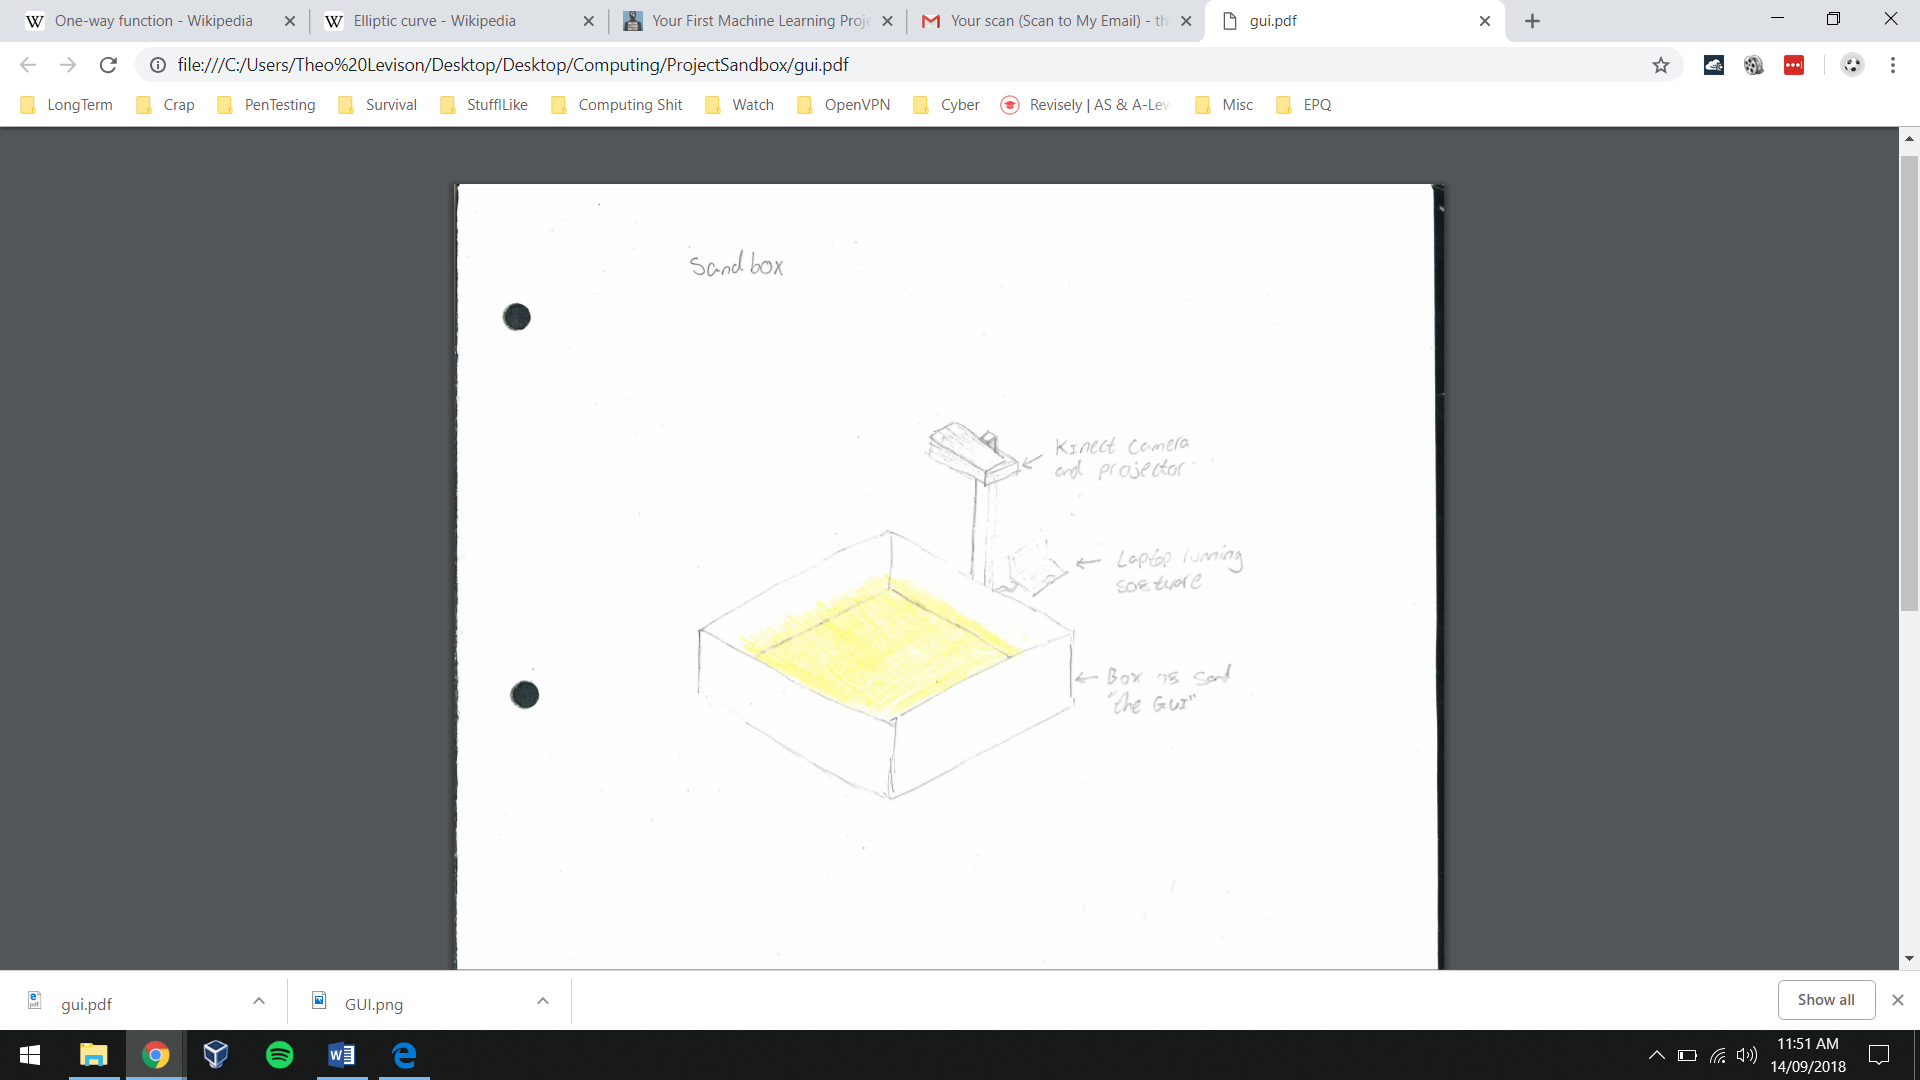 One-way function - Wikipedia
Elliptic curve - Wikipedia
Your First Machine Learning Proje
Your scan (Scan to My Email) - th
gui.pdf
file:///C:/Users/Theo%20Levison/Desktop/Desktop/Computing/ProjectSandbox/gui.pdf
LongTerm
Crap
PenTesting
Survival
StuffILike
Computing Shit
Watch
OpenVPN
Cyber
Revisely | AS & A-Lev
Misc
EPQ
Sandbox
Kinect Camera
and projector
Laptop running
software
Box of sand
"the GUI"
gui.pdf
GUI.png
Show all
11:51 AM
14/09/2018